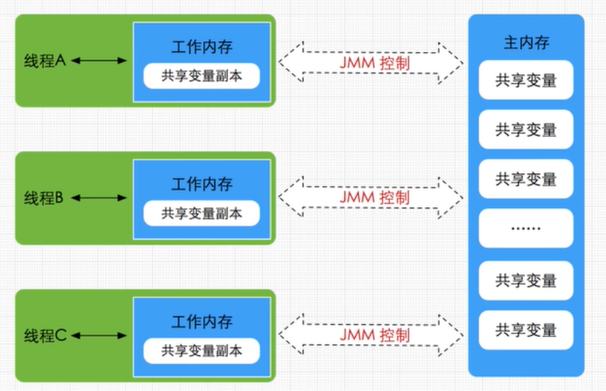 线程A
工作内存
共享变量副本
JMM 控制
线程B
工作内存
共享变量副本
JMM 控制
线程C
工作内存
共享变量副本
JMM 控制
主内存
共享变量
共享变量
共享变量
……
共享变量
共享变量